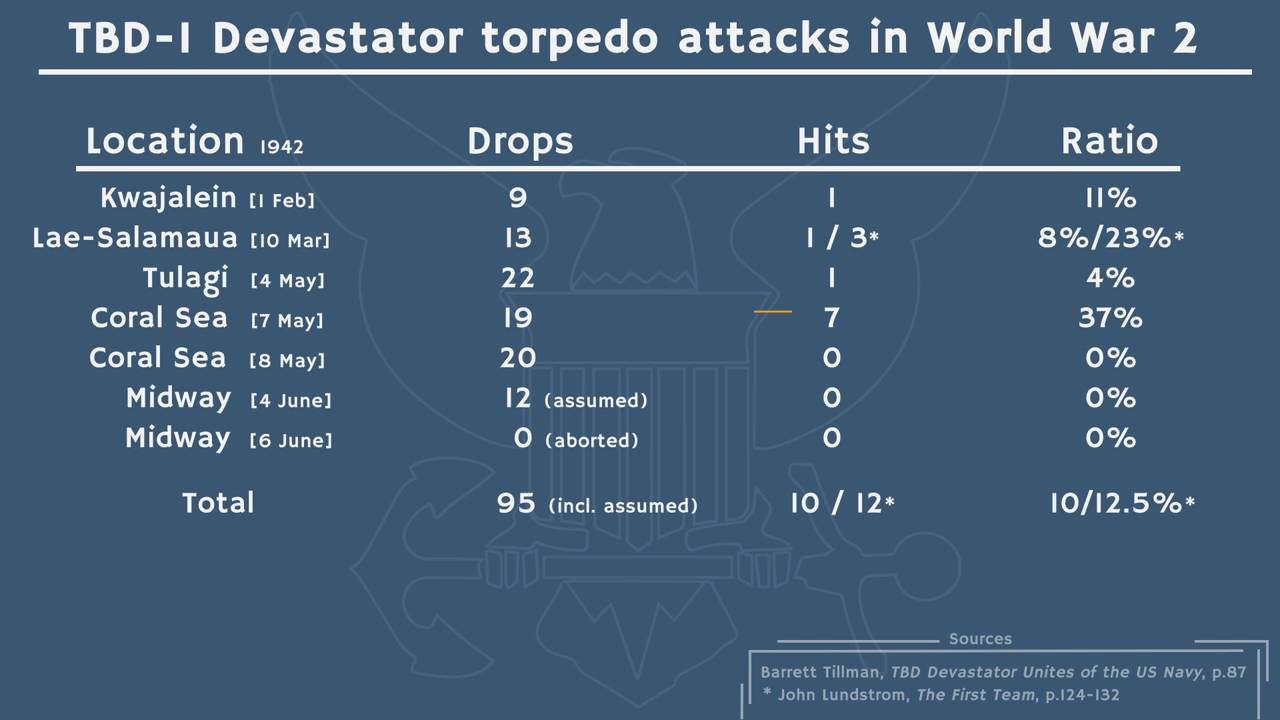 TBD-1 Devastator torpedo attacks in World War 2
Location 1942 Drops Hits Ratio
Kwajalein [1 Feb] 9 1 11%
Lae-Salamaua [10 Mar] 13 1 / 3* 8%/23%*
Tulagi [4 May] 22 1 4%
Coral Sea [7 May] 19 7 37%
Coral Sea [8 May] 20 0 0%
Midway [4 June] 12 (assumed) 0 0%
Midway [6 June] 0 (aborted) 0 0%
Total 95 (incl. assumed) 10 / 12* 10/12.5%*
Sources
Barrett Tillman, TBD Devastator Unites of the US Navy, p.87
* John Lundstrom, The First Team, p.124-132